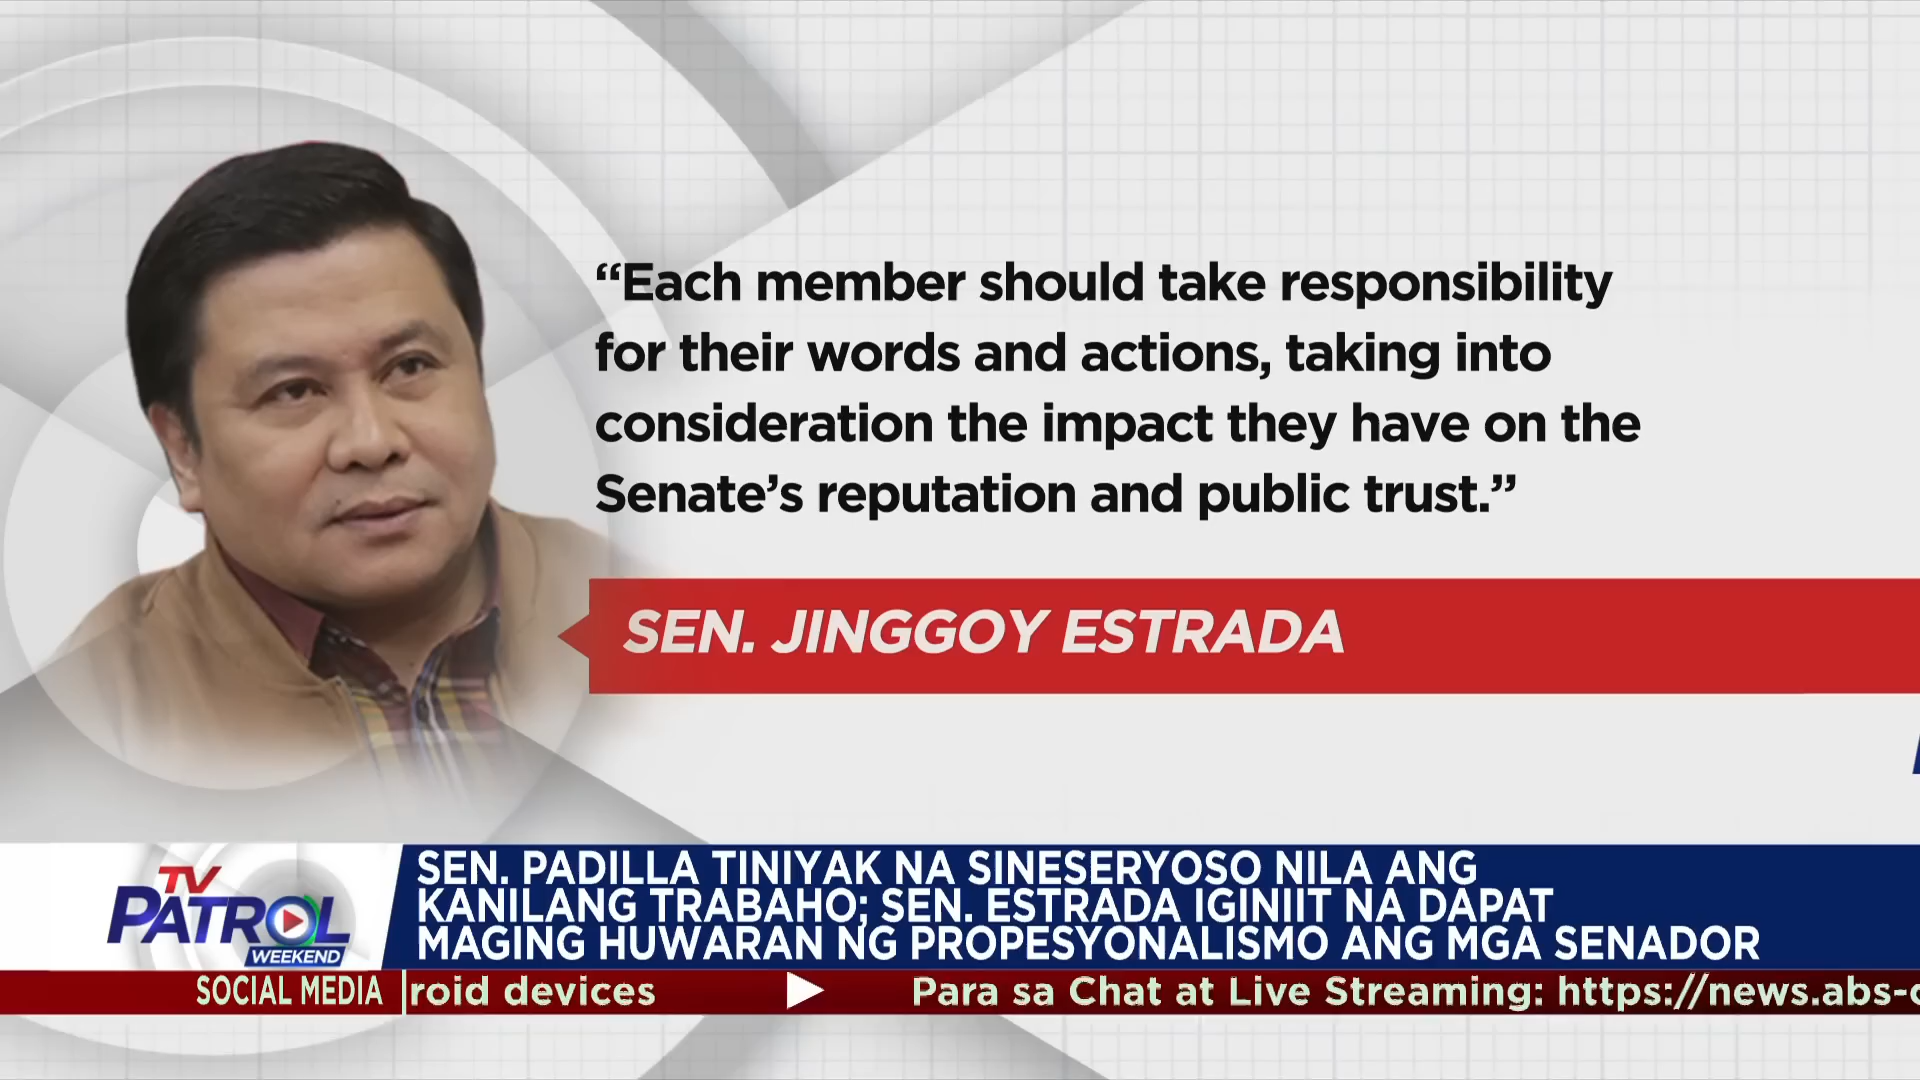 “Each member should take responsibility
for their words and actions, taking into
consideration the impact they have on the
Senate’s reputation and public trust.”
SEN. JINGGOY ESTRADA
TV
PATROL
WEEKEND
SEN. PADILLA TINIYAK NA SINESERYOSO NILA ANG
KANILANG TRABAHO; SEN. ESTRADA IGINIIT NA DAPAT
MAGING HUWARAN NG PROPESYONALISMO ANG MGA SENADOR
SOCIAL MEDIA roid devices Para sa Chat at Live Streaming: https://news.abs-